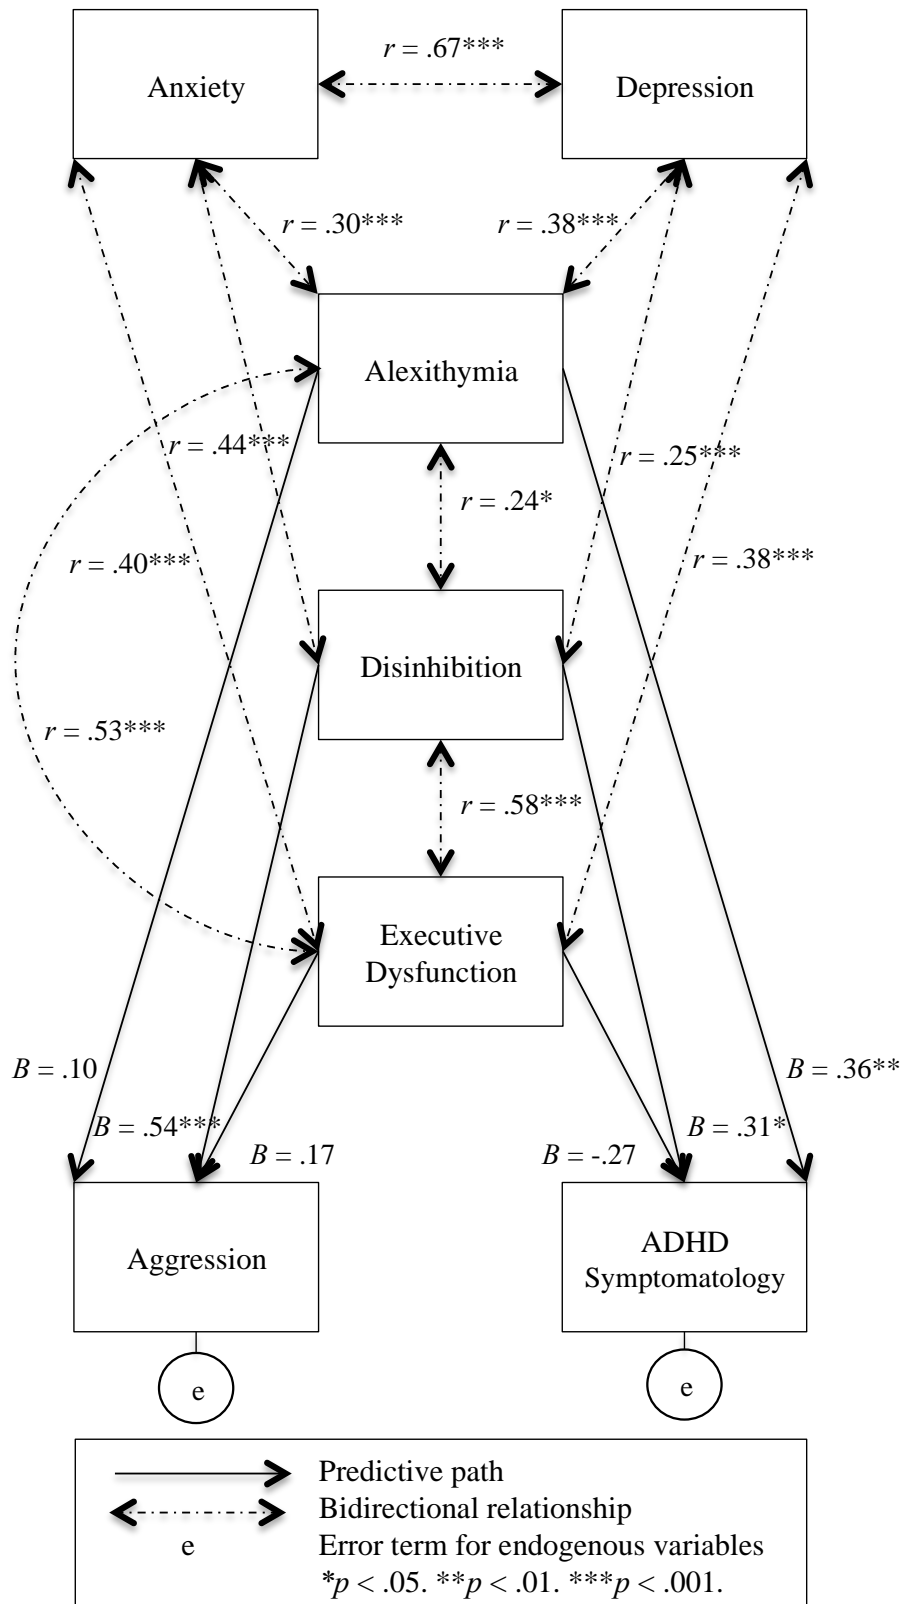 r = .67***
Anxiety
Depression
r = .30***
r = .38***
Alexithymia
r = .44***
r = .25***
r = .24*
r = .40***
r = .38***
Disinhibition
r = .53***
r = .58***
Executive
Dysfunction
B = .10
B = .36**
B = .54***
B = .31*
B = .17
B = -.27
Aggression
ADHD
Symptomatology
e
e
Predictive path
Bidirectional relationship
e Error term for endogenous variables
*p < .05. **p < .01. ***p < .001.